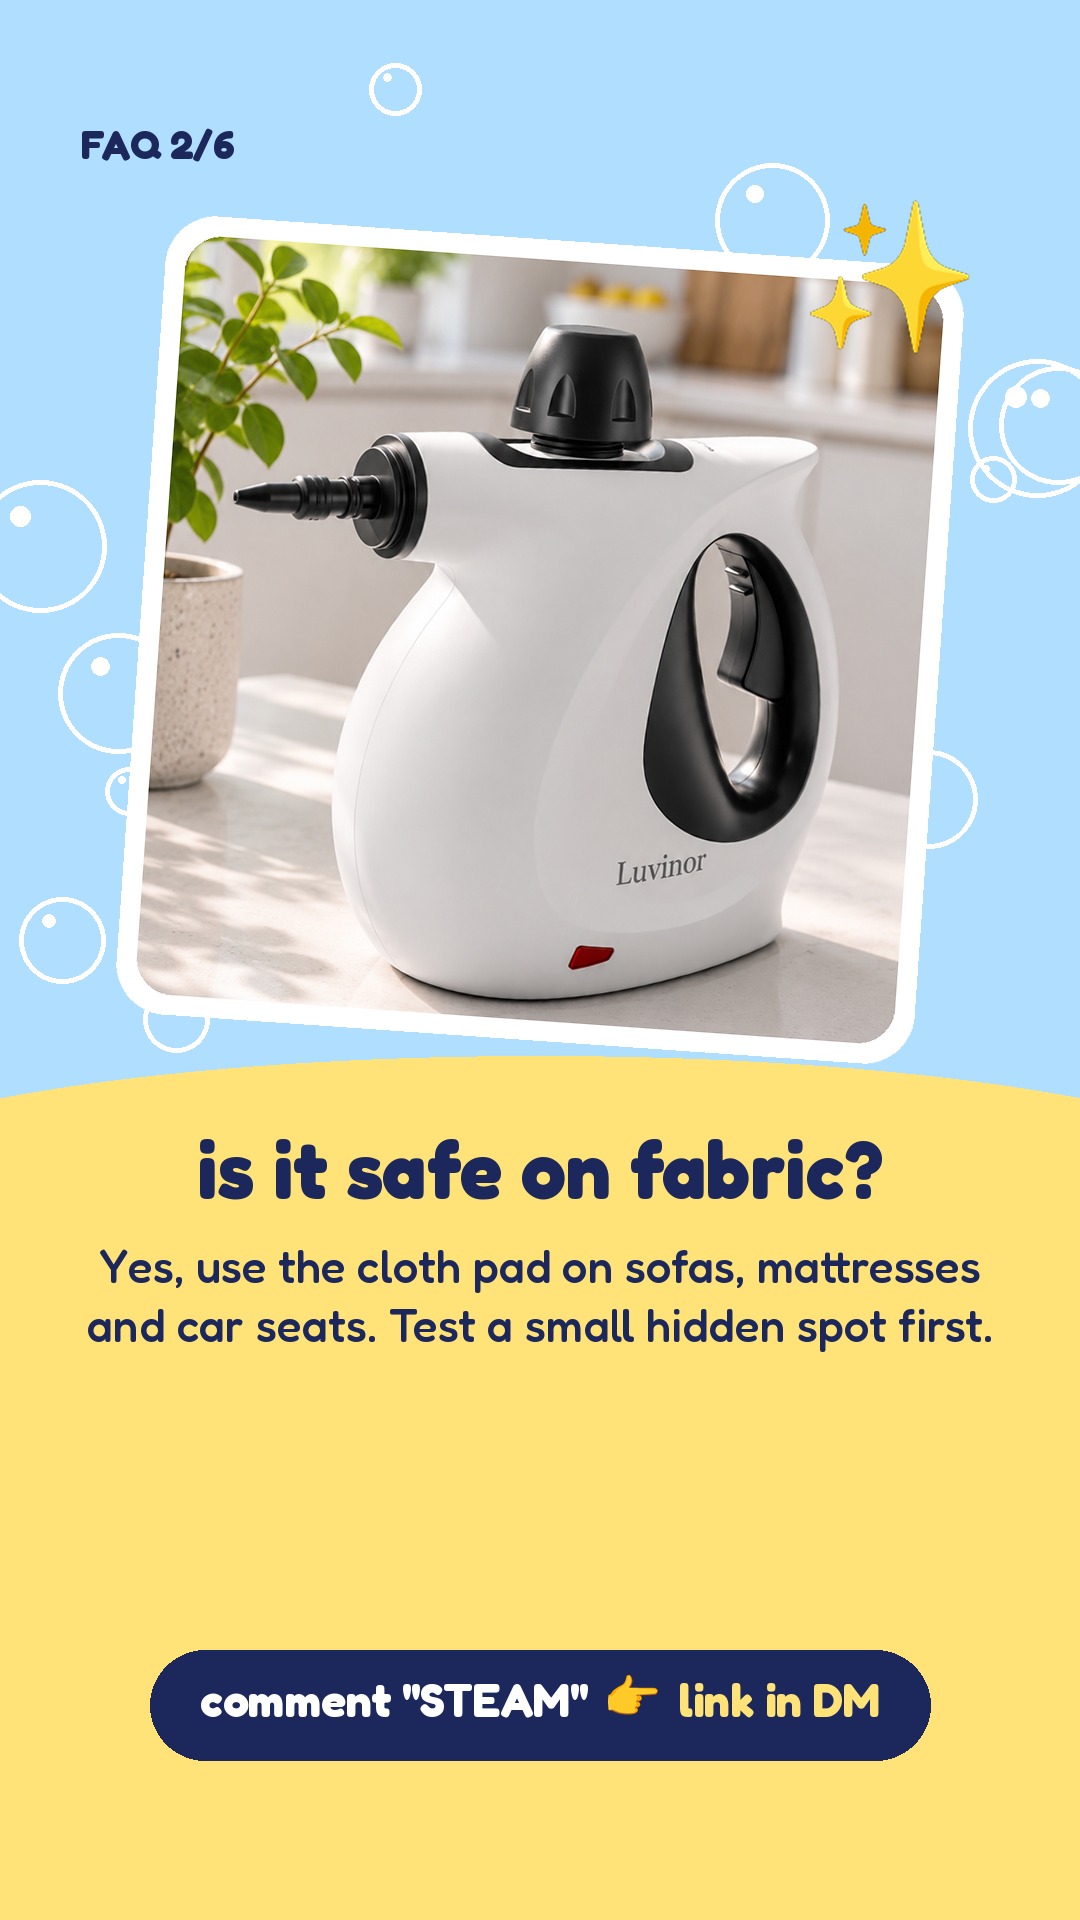 FAQ 2/6
Luvinor
is it safe on fabric?
Yes, use the cloth pad on sofas, mattresses
and car seats. Test a small hidden spot first.
comment "STEAM" 👉 link in DM